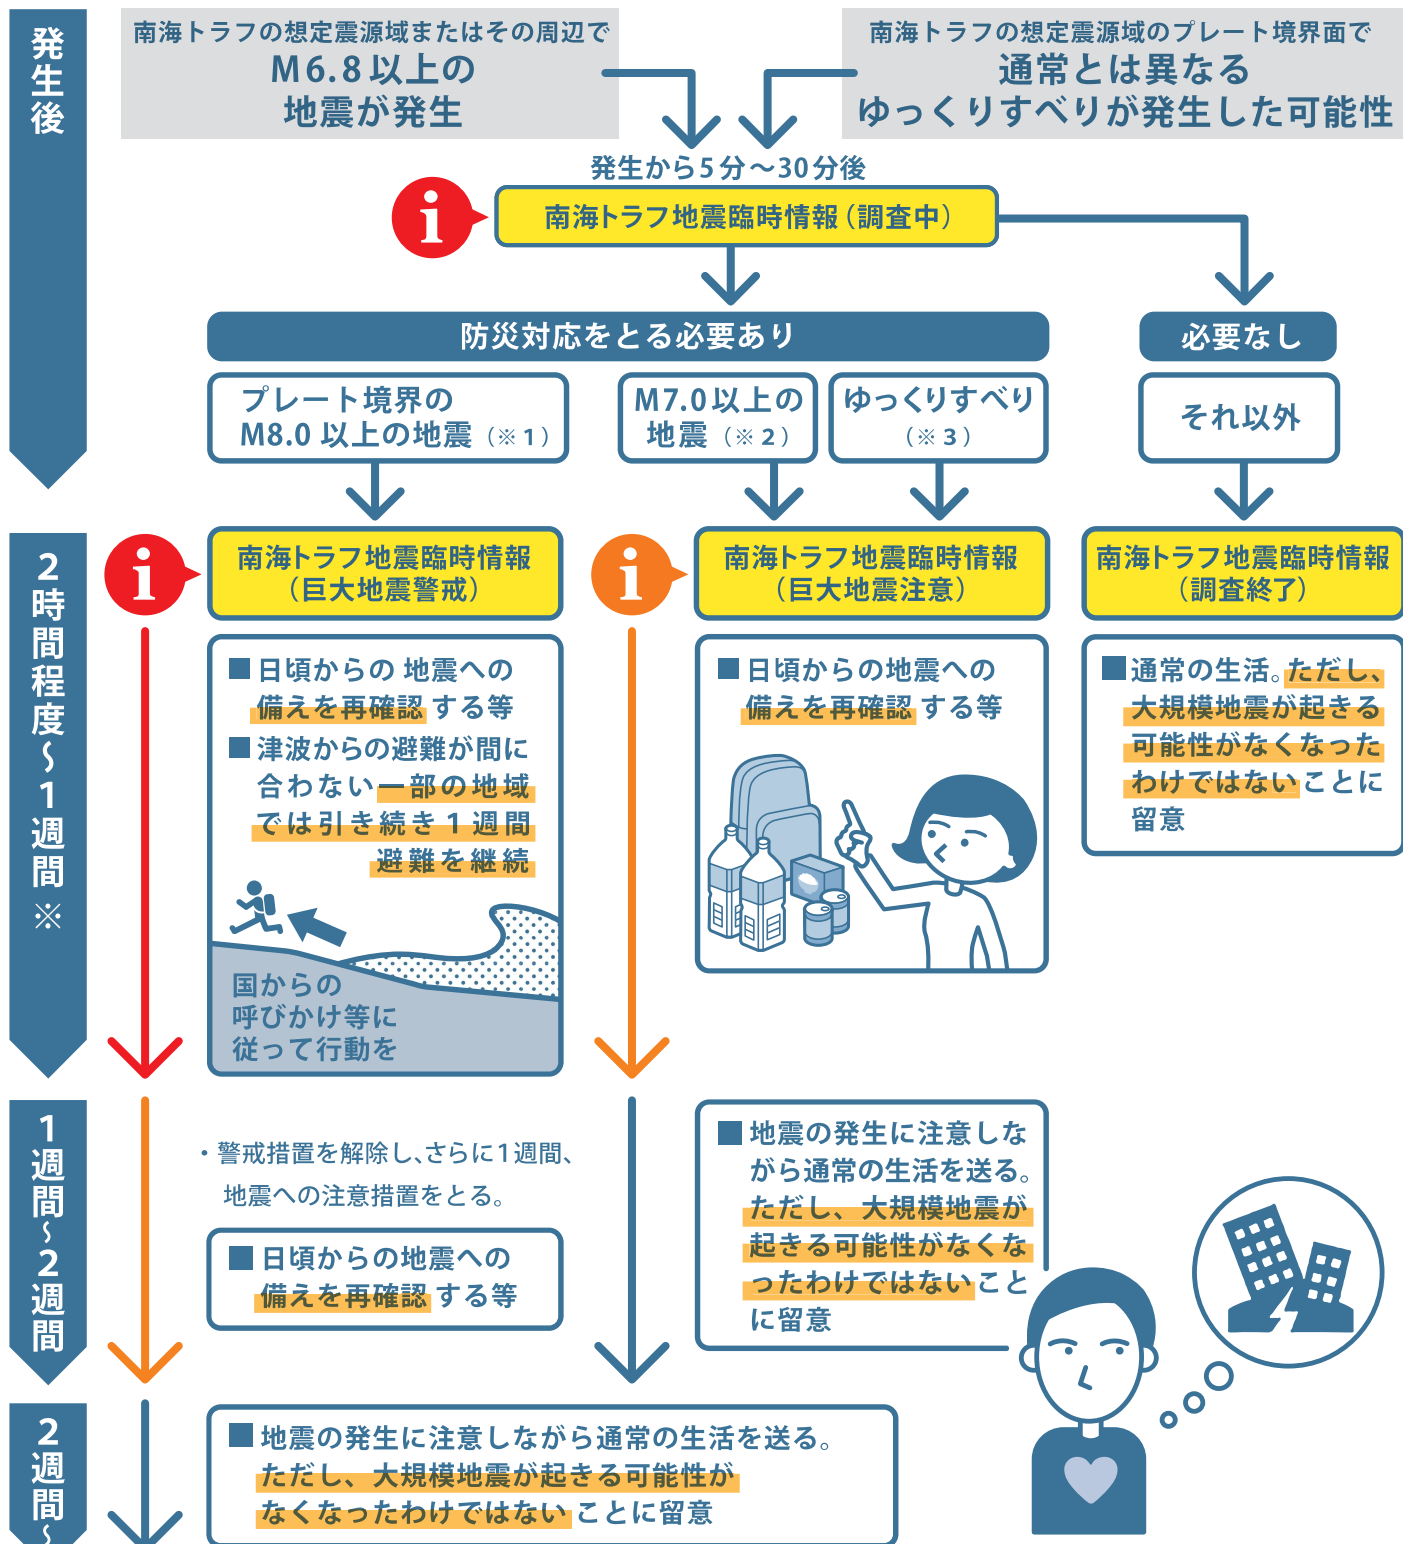 発生後
南海トラフの想定震源域またはその周辺で
M6.8以上の
地震が発生
南海トラフの想定震源域のプレート境界面で
通常とは異なる
ゆっくりすべりが発生した可能性
発生から5分～30分後
i
南海トラフ地震臨時情報（調査中）
防災対応をとる必要あり
必要なし
プレート境界の
M8.0 以上の地震（※1）
M7.0以上の
地震（※2）
ゆっくりすべり
（※3）
それ以外
2時間程度～1週間※
i
南海トラフ地震臨時情報
（巨大地震警戒）
i
南海トラフ地震臨時情報
（巨大地震注意）
南海トラフ地震臨時情報
（調査終了）
■日頃からの 地震への
備えを再確認 する等
■津波からの避難が間に
合わない一部の地域
では引き続き1週間
避難を継続
国からの
呼びかけ等に
従って行動を
■日頃からの地震への
備えを再確認 する等
■通常の生活。ただし、
大規模地震が起きる
可能性がなくなった
わけではないことに
留意
1週間～2週間
・警戒措置を解除し、さらに1週間、
地震への注意措置をとる。
■日頃からの地震への
備えを再確認 する等
■地震の発生に注意しな
がら通常の生活を送る。
ただし、大規模地震が
起きる可能性がなくな
ったわけではないこと
に留意
2週間～
■地震の発生に注意しながら通常の生活を送る。
ただし、大規模地震が起きる可能性が
なくなったわけではない ことに留意